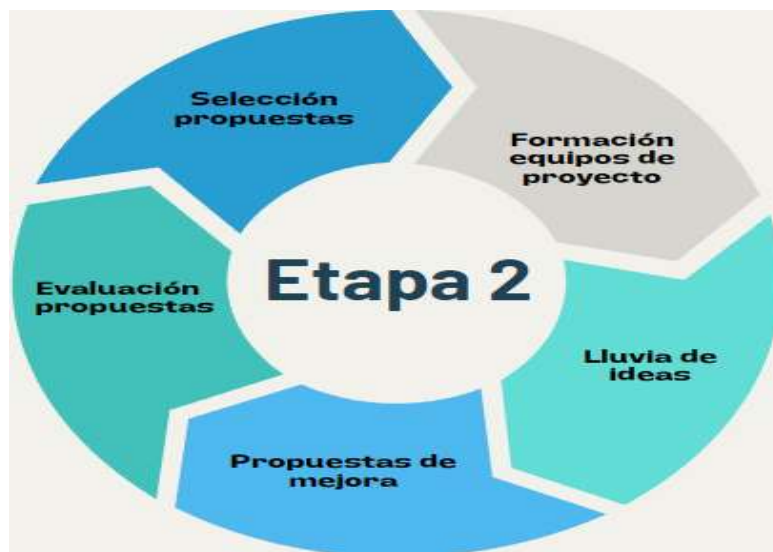 Selección
propuestas
Formación
equipos de
proyecto
Etapa 2
Evaluación
propuestas
Lluvia de
ideas
Propuestas de
mejora